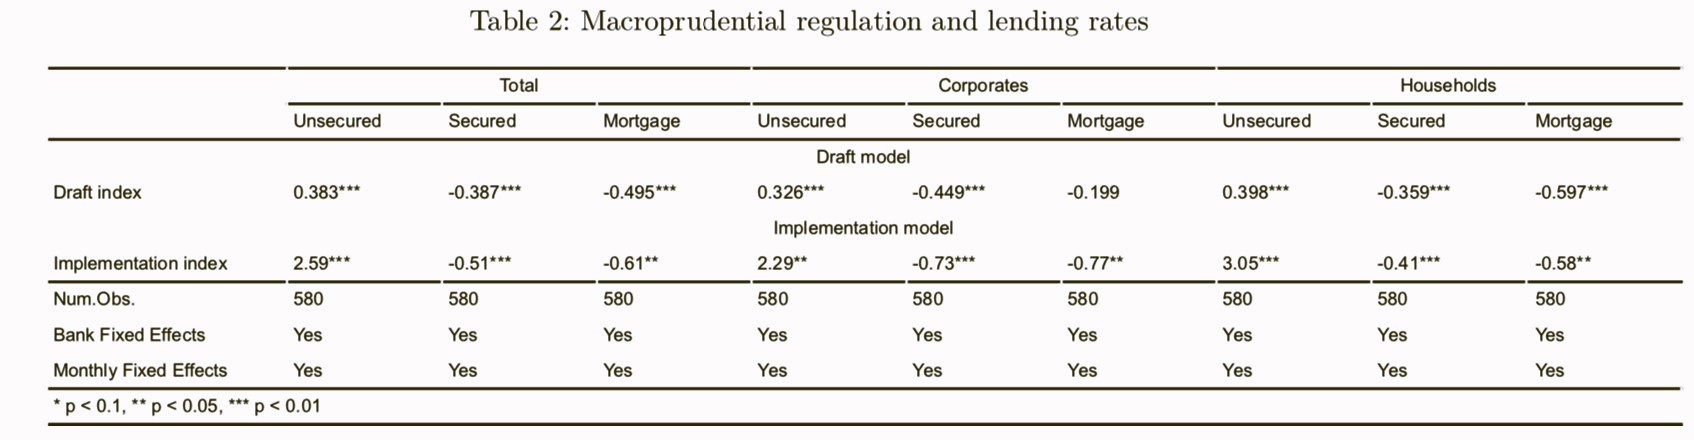 Table 2: Macroprudential regulation and lending rates
Total Corporates Households
Unsecured Secured Mortgage Unsecured Secured Mortgage Unsecured Secured Mortgage
Draft model
Draft index 0.383*** -0.387*** -0.495*** 0.326*** -0.449*** -0.199 0.398*** -0.359*** -0.597***
Implementation model
Implementation index 2.59*** -0.51*** -0.61** 2.29** -0.73*** -0.77** 3.05*** -0.41*** -0.58**
Num.Obs. 580 580 580 580 580 580 580 580 580
Bank Fixed Effects Yes Yes Yes Yes Yes Yes Yes Yes Yes
Monthly Fixed Effects Yes Yes Yes Yes Yes Yes Yes Yes Yes
* p < 0.1, ** p < 0.05, *** p < 0.01